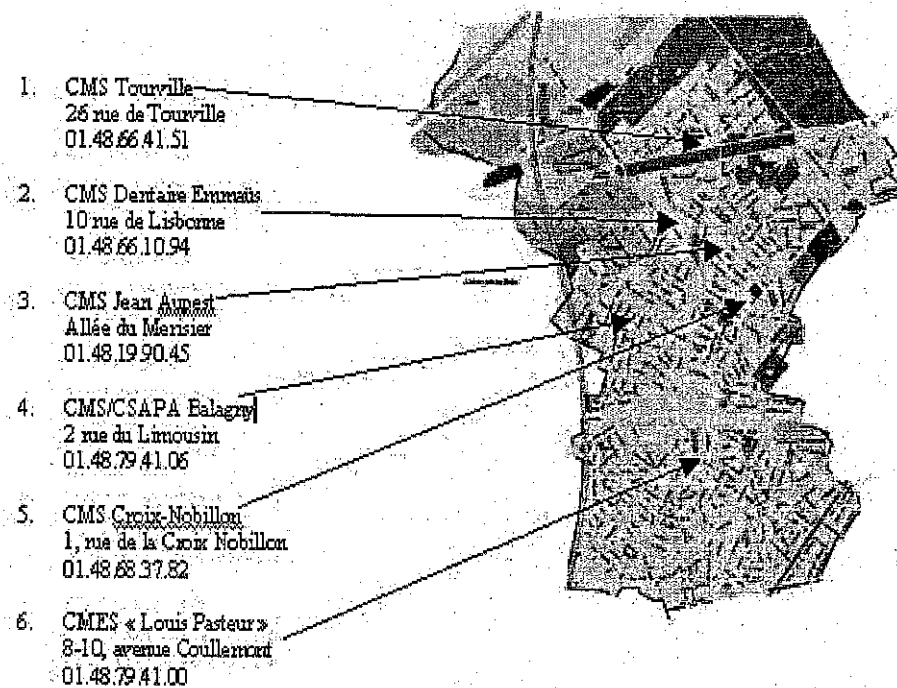 1. CMS Tourville
26 rue de Tourville
01.48.66.41.51
2. CMS Dentaire Emmaüs
10 rue de Lisbonne
01.48.66.10.94
3. CMS Jean Aupest
Allée du Merisier
01.48.19.90.45
4. CMS/CSAPA Balagny
2 rue du Limousin
01.48.79.41.06
5. CMS Croix-Nobillon
1, rue de la Croix Nobillon
01.48.68.37.82
6. CMES « Louis Pasteur »
8-10, avenue Coullemont
01.48.79.41.00